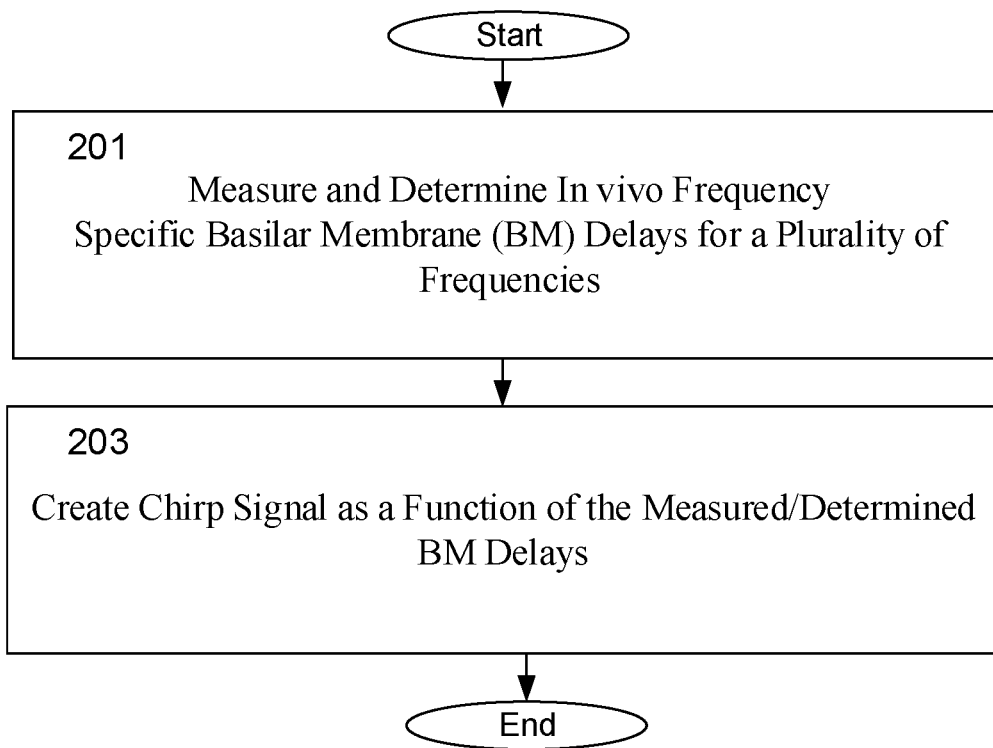 Start
201
Measure and Determine In vivo Frequency
Specific Basilar Membrane (BM) Delays for a Plurality of
Frequencies
203
Create Chirp Signal as a Function of the Measured/Determined
BM Delays
End